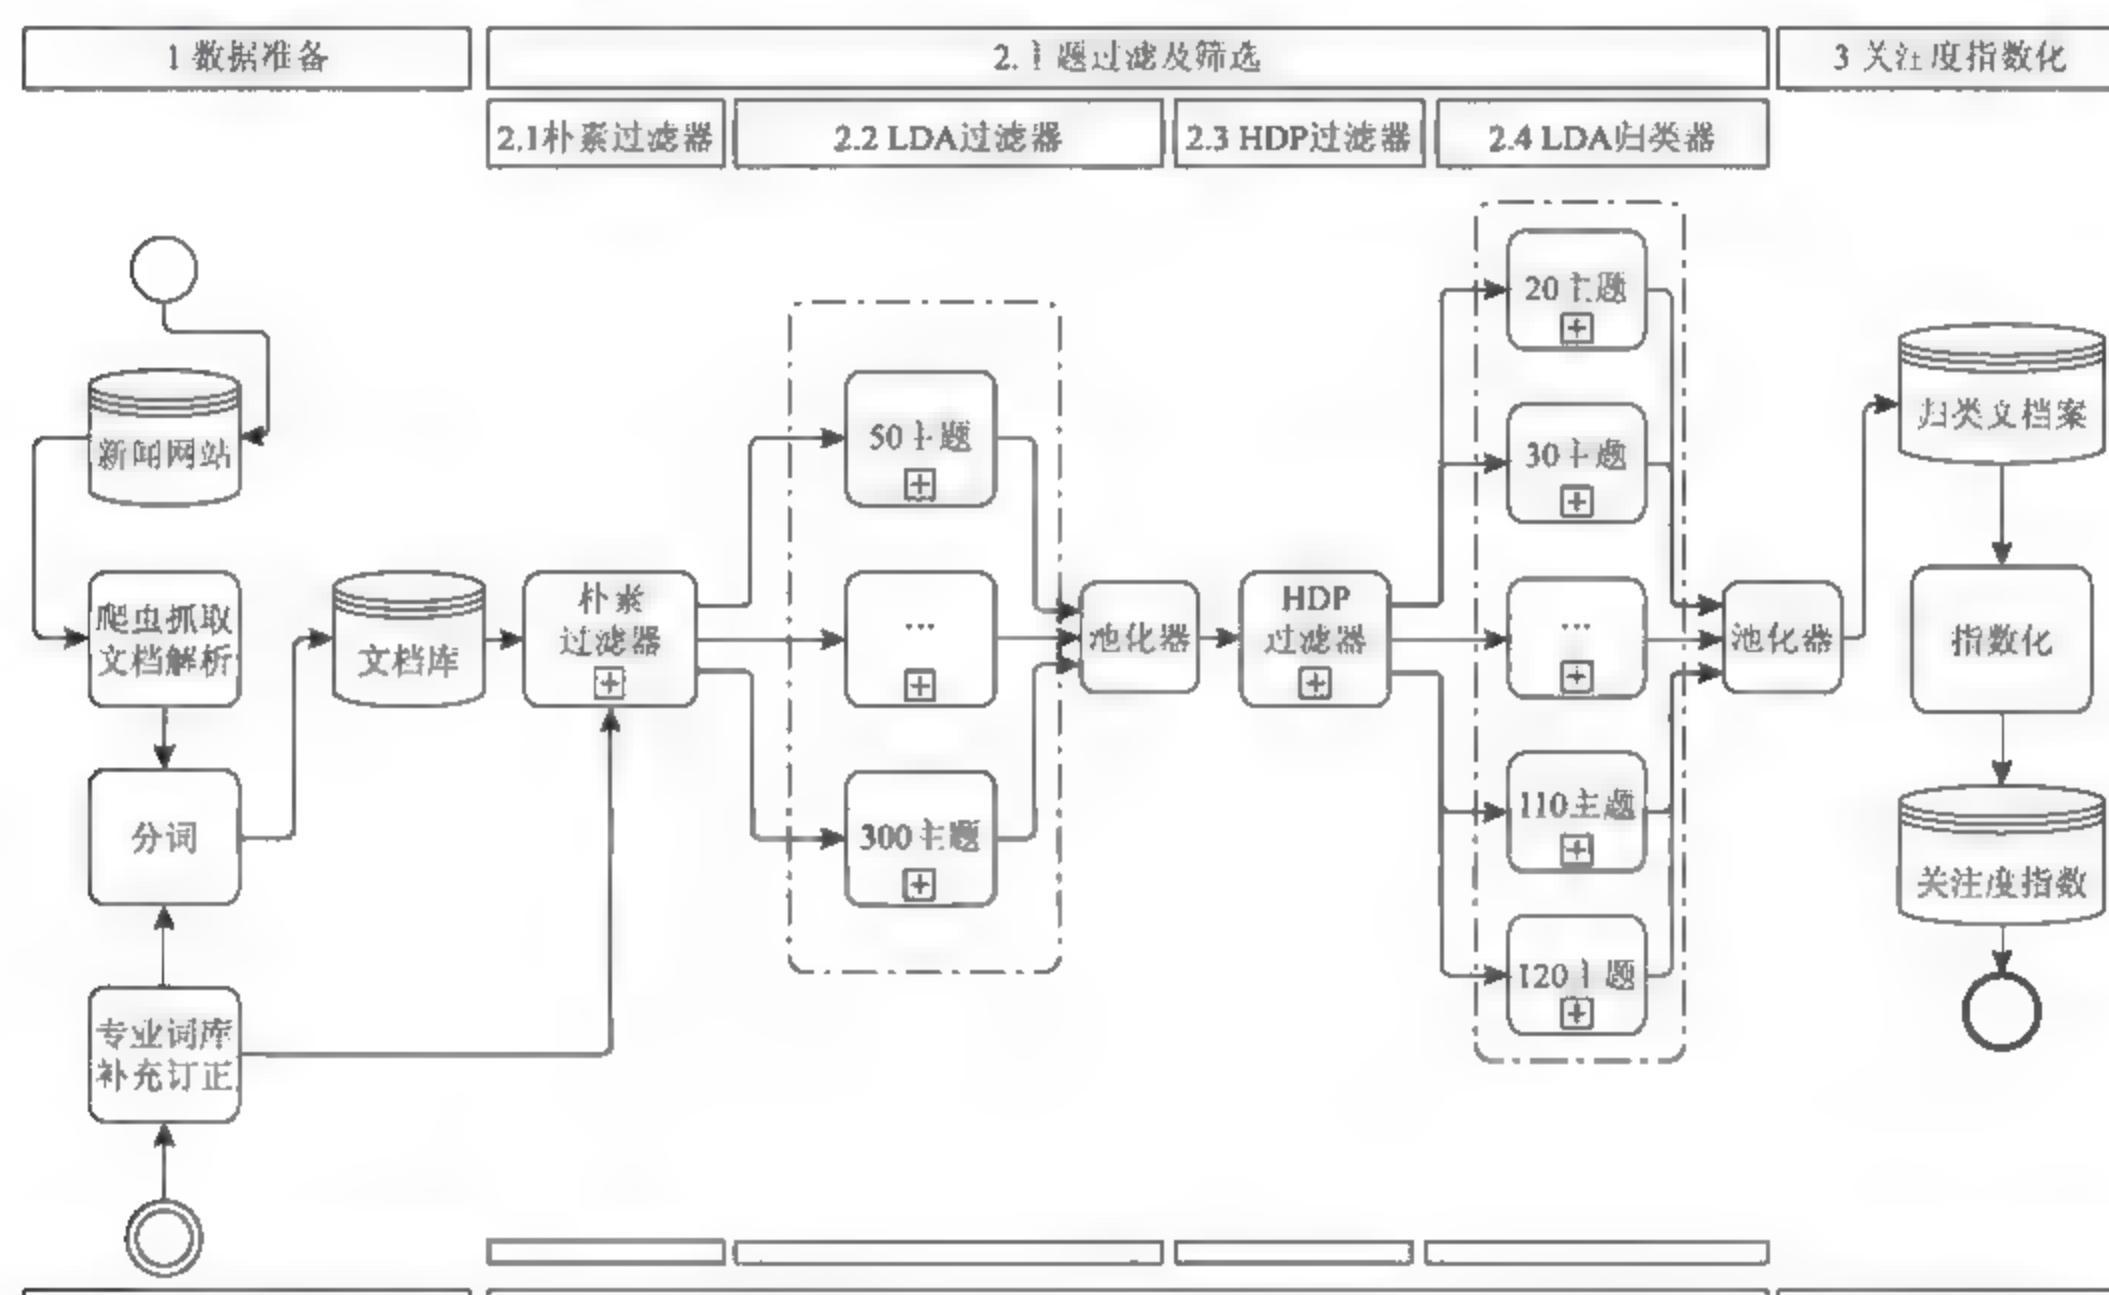 1 数据准备
2.主题过滤及筛选
3 关注度指数化
2.1朴素过滤器
2.2 LDA过滤器
2.3 HDP过滤器
2.4 LDA归类器
新闻网站
爬虫抓取
文档解析
分词
专业词库
补充订正
文档库
朴素
过滤器
50主题
...
300主题
池化器
HDP
过滤器
20主题
30主题
...
110主题
120主题
池化器
归类文档案
指数化
关注度指数